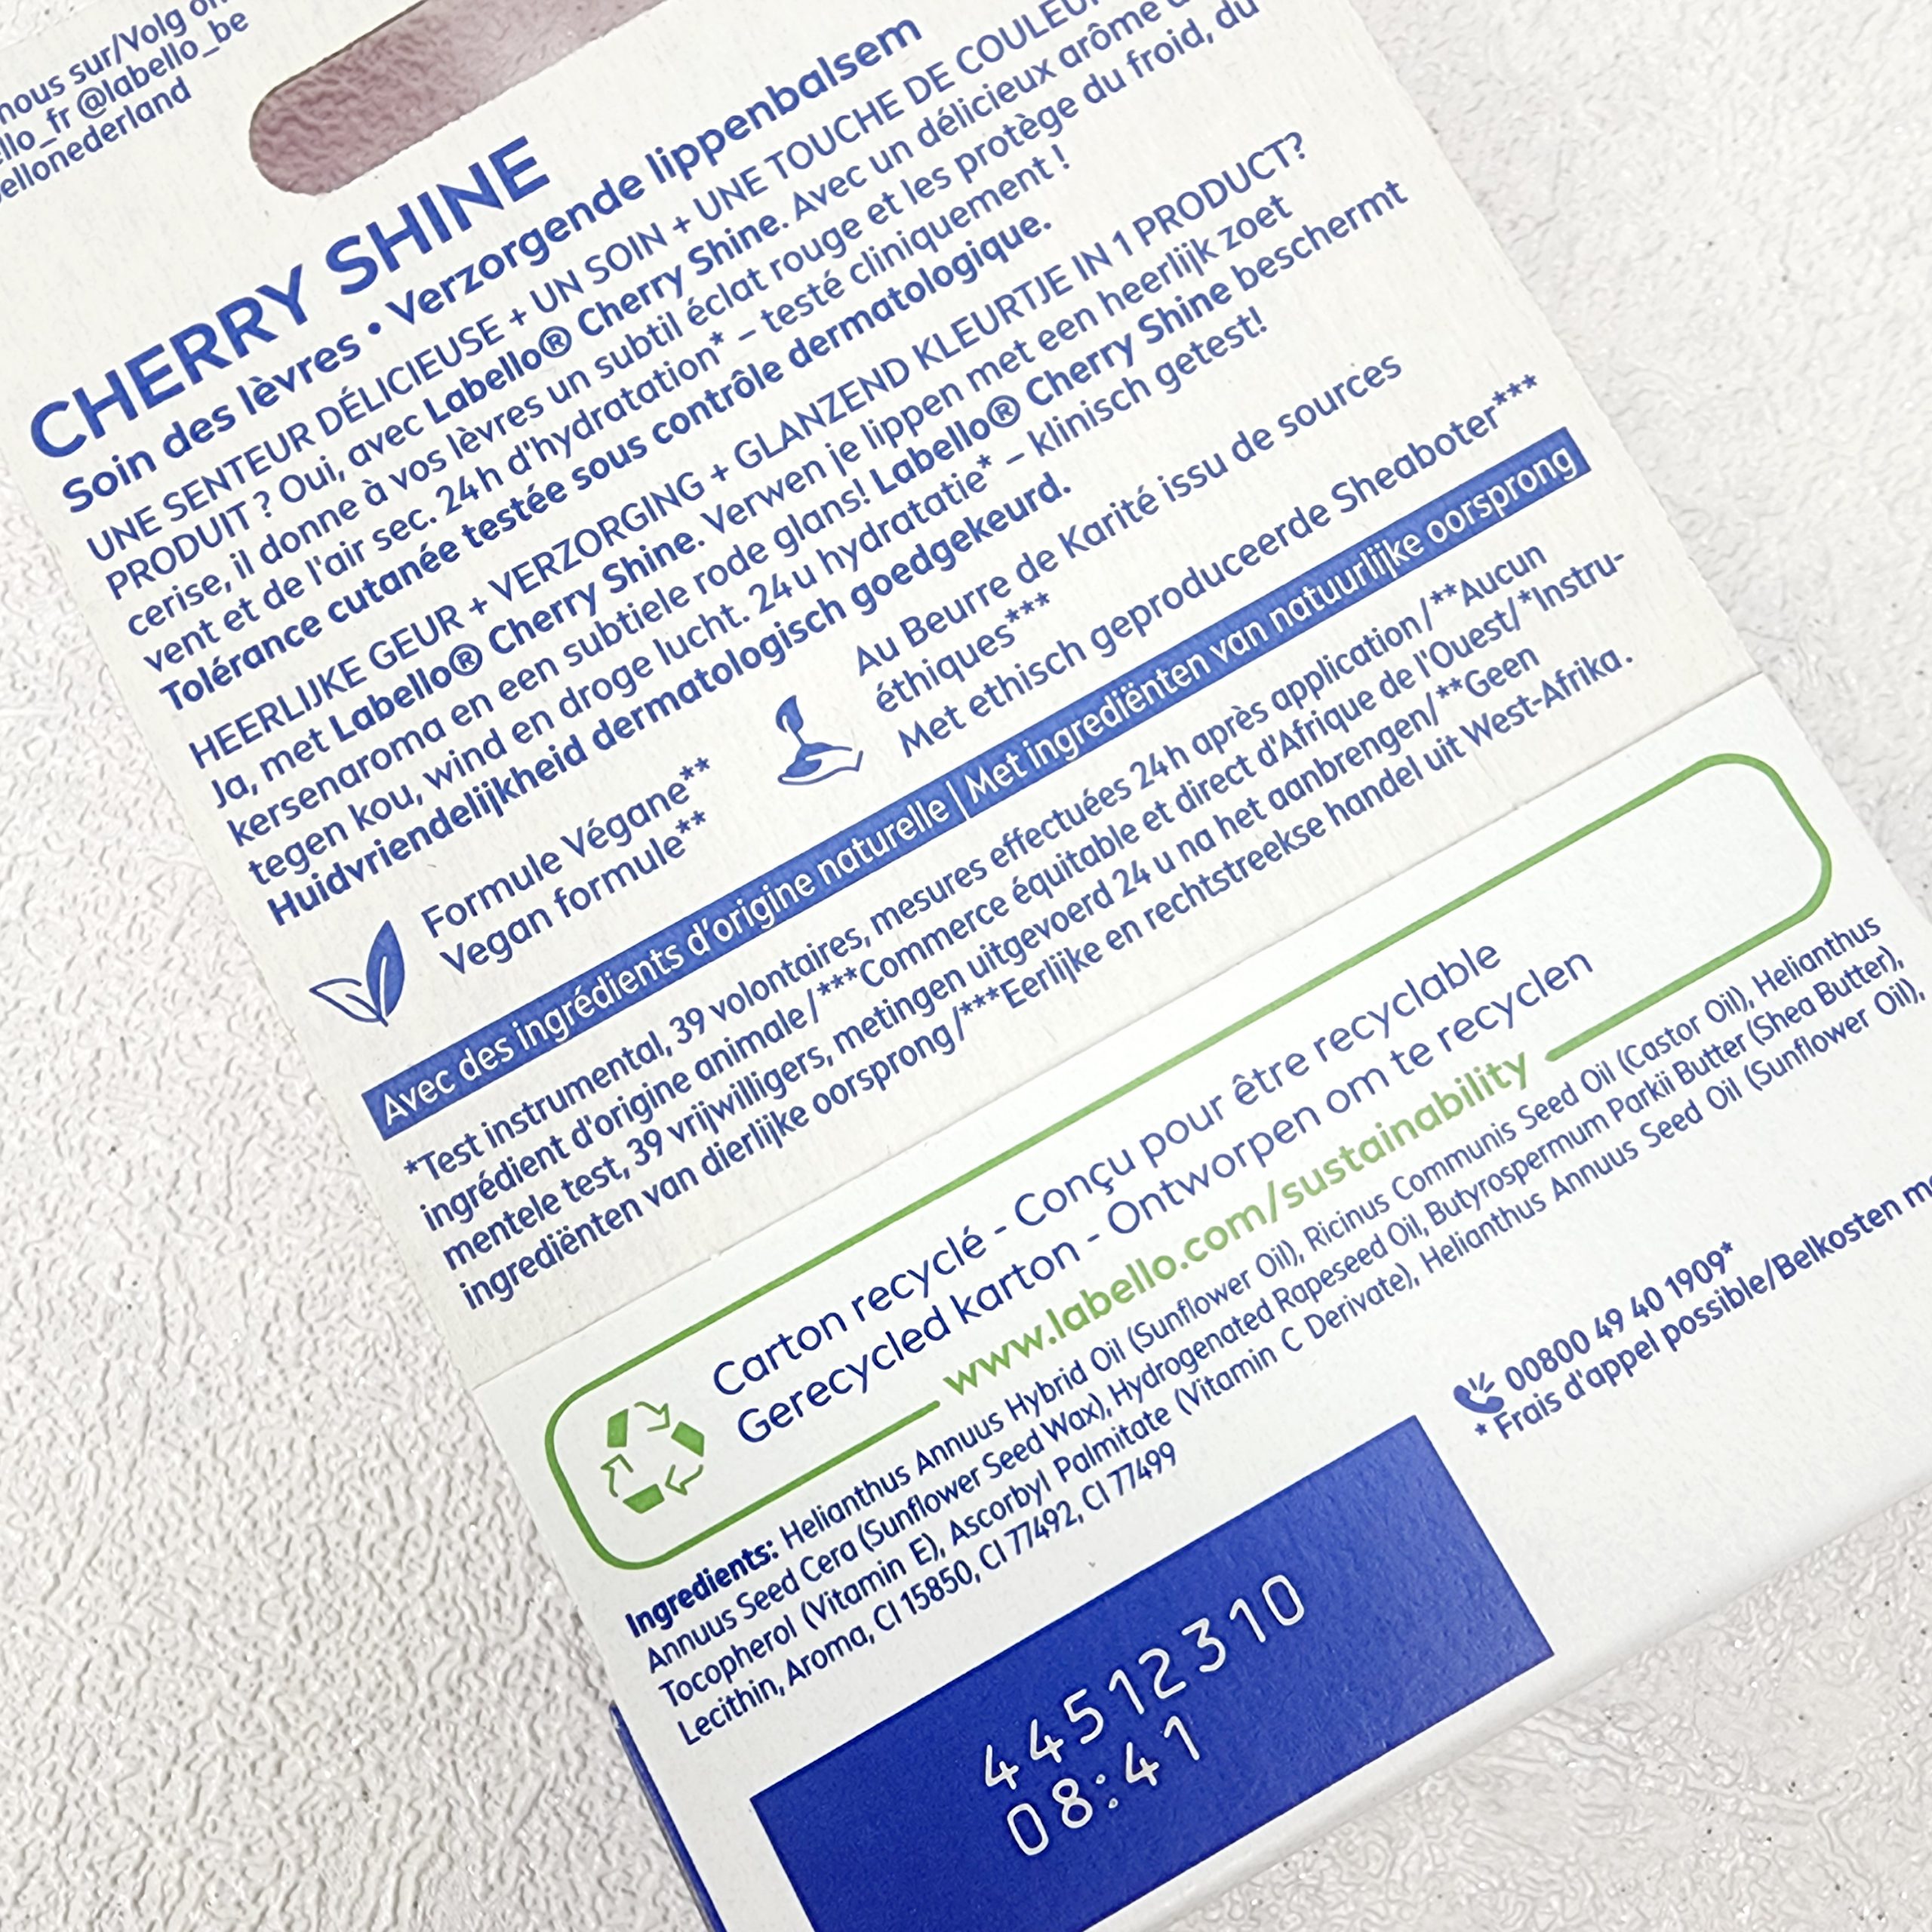 nous sur/Volg
@labello_be
CHERRY SHINE
Soin des lèvres • Verzorgende lippenbalsem
UNE SENTEUR DÉLICIEUSE + UN SOIN + UNE TOUCHE DE COULEUR
PRODUIT ? Oui, avec Labello® Cherry Shine. Avec un délicieux arôme
cerise, il donne à vos lèvres un subtil éclat rouge et les protège du froid, du
vent et de l'air sec. 24h d'hydratation* – testé cliniquement !
Tolérance cutanée testée sous contrôle dermatologique.
HEERLIJKE GEUR + VERZORGING + GLANZEND KLEURTJE IN 1 PRODUCT?
Ja, met Labello® Cherry Shine. Verwen je lippen met een heerlijk zoet
kersenaroma en een subtiele rode glans! Labello® Cherry Shine beschermt
tegen kou, wind en droge lucht. 24u hydratatie* – klinisch getest!
Huidvriendelijkheid dermatologisch goedgekeurd.
Formule Végane**
Vegan formule**
Au Beurre de Karité issu de sources
éthiques***
Met ethisch geproduceerde Sheaboter***
Avec des ingrédients d'origine naturelle | Met ingrediënten van natuurlijke oorsprong
*Test instrumental, 39 volontaires, mesures effectuées 24h après application/**Aucun
ingrédient d'origine animale/***Commerce équitable et direct d'Afrique de l'Ouest/*Instru-
mentele test, 39 vrijwilligers, metingen uitgevoerd 24 u na het aanbrengen/**Geen
ingrediënten van dierlijke oorsprong/***Eerlijke en rechtstreekse handel uit West-Afrika.
Carton recyclé - Conçu pour être recyclable
Gerecycled karton - Ontworpen om te recyclen
www.labello.com/sustainability
Ingredients: Helianthus Annuus Hybrid Oil (Sunflower Oil), Ricinus Communis Seed Oil (Castor Oil), Helianthus
Annuus Seed Cera (Sunflower Seed Wax), Hydrogenated Rapeseed Oil, Butyrospermum Parkii Butter (Shea Butter),
Tocopherol (Vitamin E), Ascorbyl Palmitate (Vitamin C Derivate), Helianthus Annuus Seed Oil (Sunflower Oil),
Lecithin, Aroma, CI 15850, CI 77492, CI 77499
00800 49 40 1909*
* Frais d'appel possible/Belkosten
44512310
08:41